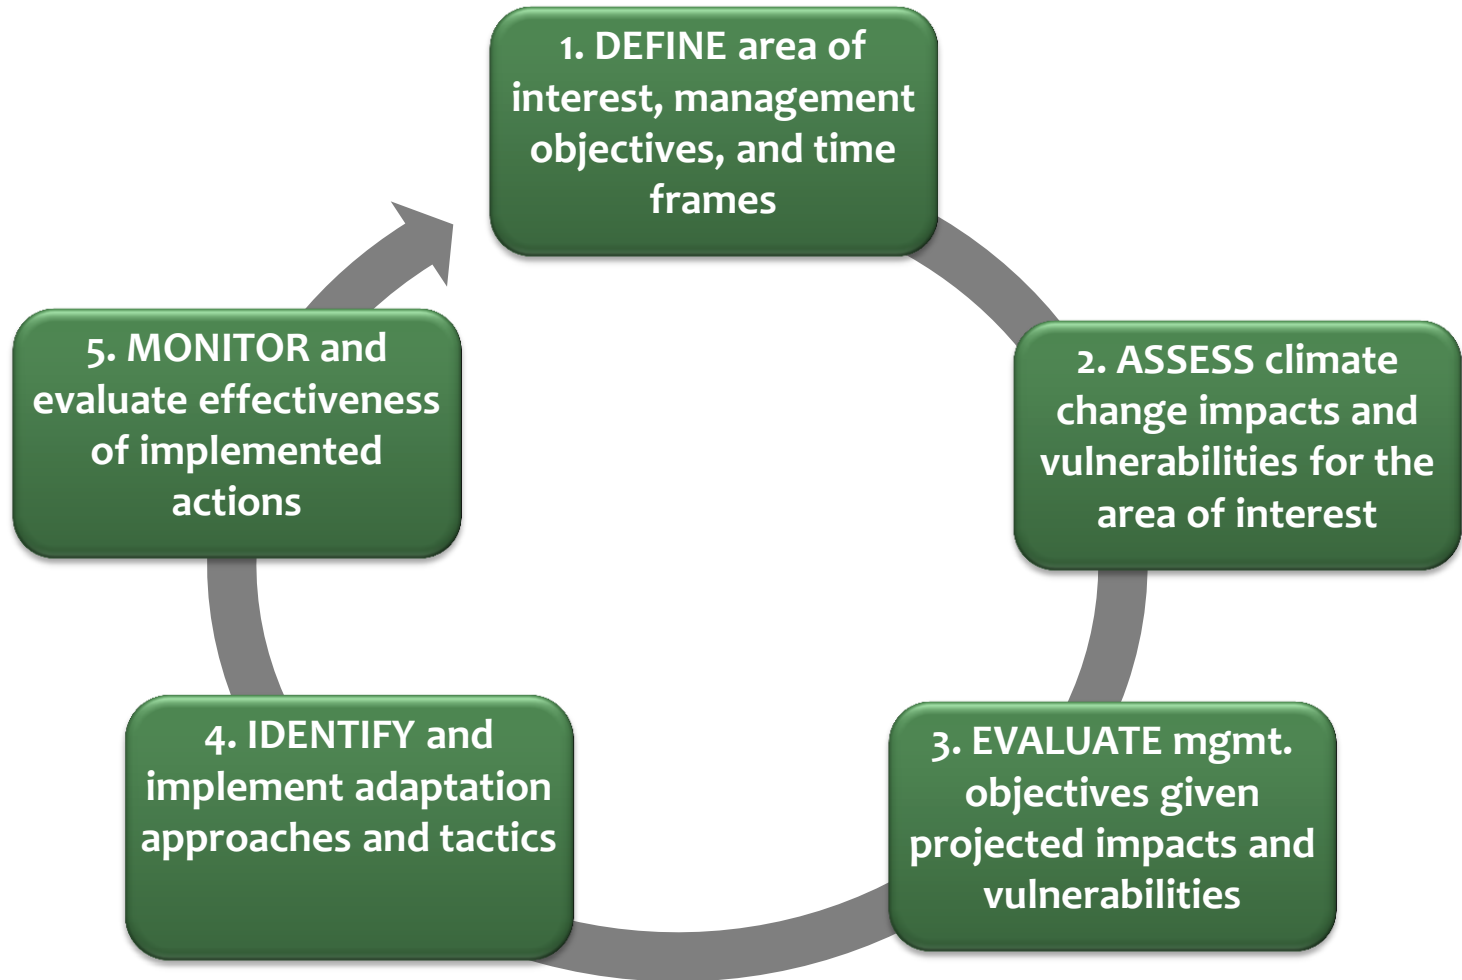 1. DEFINE area of
interest, management
objectives, and time
frames
2. ASSESS climate
change impacts and
vulnerabilities for the
area of interest
3. EVALUATE mgmt.
objectives given
projected impacts and
vulnerabilities
4. IDENTIFY and
implement adaptation
approaches and tactics
5. MONITOR and
evaluate effectiveness
of implemented
actions